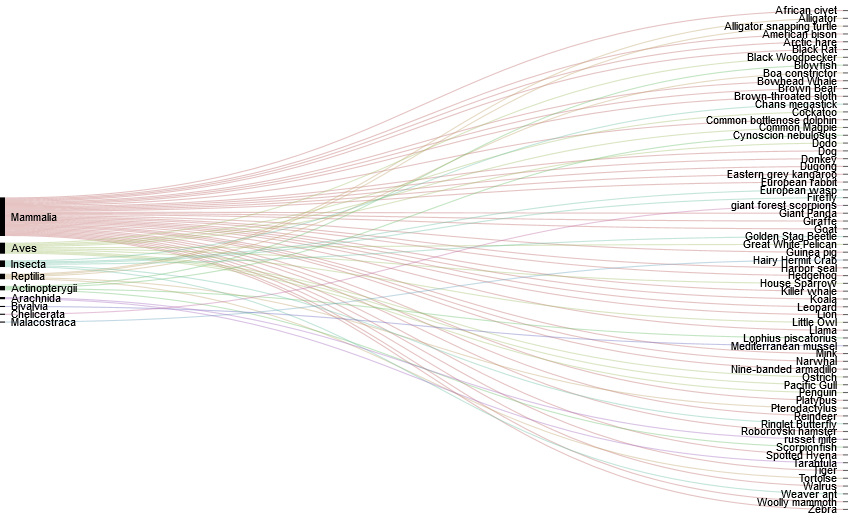 Mammalia
Aves
Insecta
Reptilia
Actinopterygii
Arachnida
Bivalvia
Chelicerata
Malacostraca
African civet
Alligator
Alligator snapping turtle
American bison
Arctic hare
Black Rat
Black Woodpecker
Blowfish
Boa constrictor
Bowhead Whale
Brown Bear
Brown-throated sloth
Chans megastick
Cockatoo
Common bottlenose dolphin
Common Magpie
Cynoscion nebulosus
Dodo
Dog
Donkey
Dugong
Eastern grey kangaroo
European rabbit
European wasp
Firefly
giant forest scorpions
Giant Panda
Giraffe
Goat
Golden Stag Beetle
Great White Pelican
Guinea pig
Hairy Hermit Crab
Harbor seal
Hedgehog
House Sparrow
Killer whale
Koala
Leopard
Lion
Little Owl
Llama
Lophius piscatorius
Mediterranean mussel
Mink
Narwhal
Nine-banded armadillo
Ostrich
Pacific Gull
Penguin
Platypus
Pterodactylus
Reindeer
Ringlet Butterfly
Roborovski hamster
russet mite
Scorpionfish
Spotted Hyena
Tarantula
Tiger
Tortoise
Walrus
Weaver ant
Woolly mammoth
Zebra